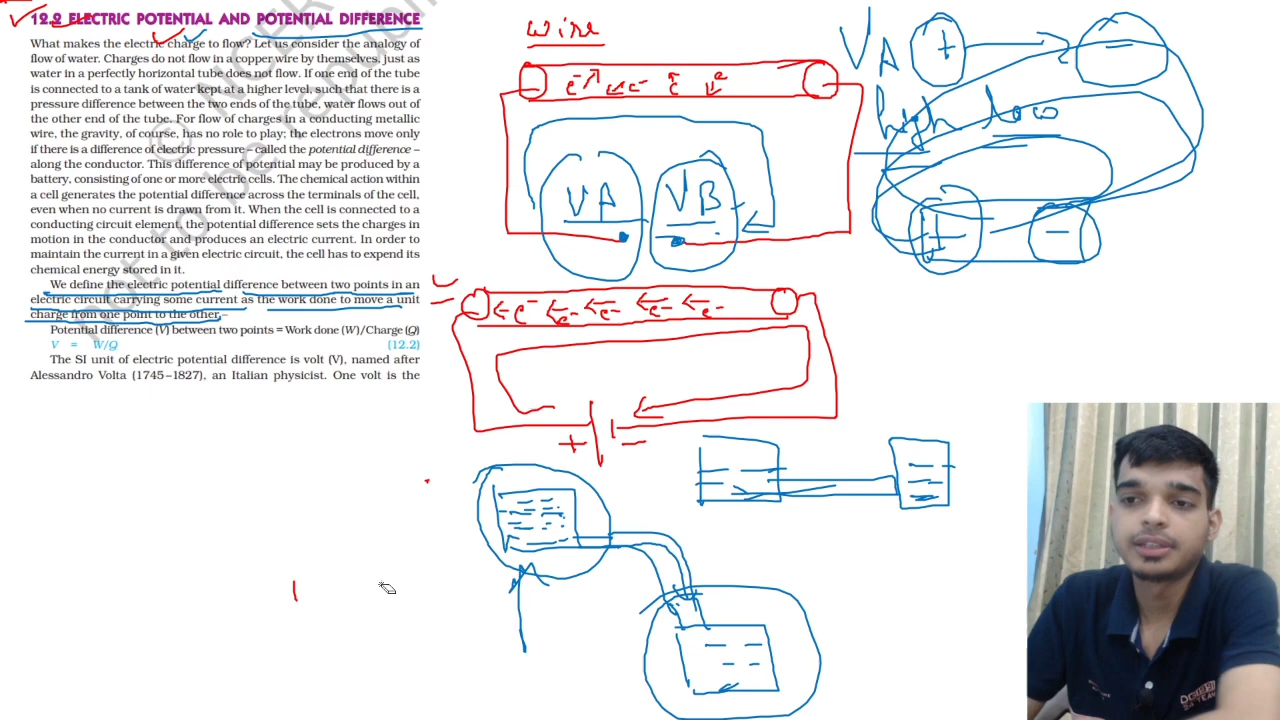 12.2 ELECTRIC POTENTIAL AND POTENTIAL DIFFERENCE
What makes the electric charge to flow? Let us consider the analogy of
flow of water. Charges do not flow in a copper wire by themselves, just as
water in a perfectly horizontal tube does not flow. If one end of the tube
is connected to a tank of water kept at a higher level, such that there is a
pressure difference between the two ends of the tube, water flows out of
the other end of the tube. For flow of charges in a conducting metallic
wire, the gravity, of course, has no role to play; the electrons move only
if there is a difference of electric pressure – called the potential difference –
along the conductor. This difference of potential may be produced by a
battery, consisting of one or more electric cells. The chemical action within
a cell generates the potential difference across the terminals of the cell,
even when no current is drawn from it. When the cell is connected to a
conducting circuit element, the potential difference sets the charges in
motion in the conductor and produces an electric current. In order to
maintain the current in a given electric circuit, the cell has to expend its
chemical energy stored in it.
We define the electric potential difference between two points in an
electric circuit carrying some current as the work done to move a unit
charge from one point to the other –
Potential difference (V) between two points = Work done (W)/Charge (Q)
V = W/Q (12.2)
The SI unit of electric potential difference is volt (V), named after
Alessandro Volta (1745–1827), an Italian physicist. One volt is the
© NCER
not to be republ
wire
e- e- e- e
VA VB
e- e- e- e- e-
+ -
VA + -
high low
+ -